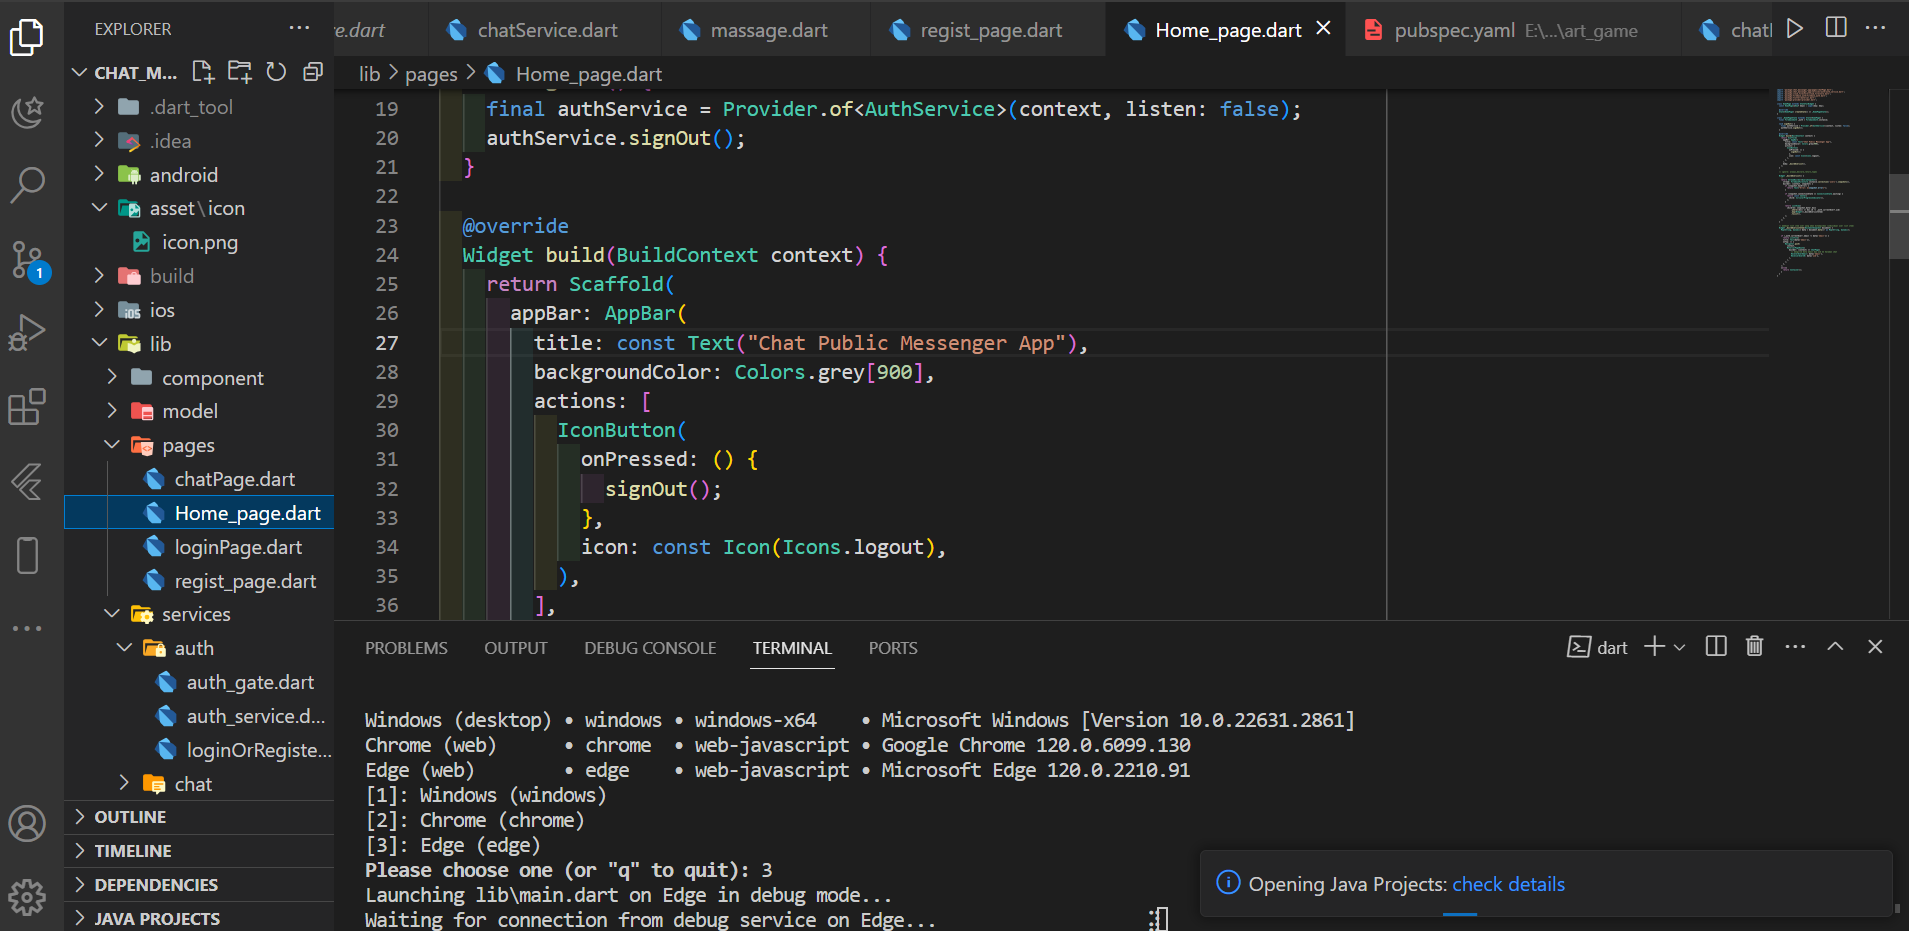 EXPLORER
CHAT_M...
.dart_tool
.idea
android
asset\icon
icon.png
build
ios
lib
component
model
pages
chatPage.dart
Home_page.dart
loginPage.dart
regist_page.dart
services
auth
auth_gate.dart
auth_service.d...
loginOrRegiste...
chat
OUTLINE
TIMELINE
DEPENDENCIES
JAVA PROJECTS
1
e.dart chatService.dart massage.dart regist_page.dart Home_page.dart pubspec.yaml E:\...\art_game chatl
lib > pages > Home_page.dart
19 final authService = Provider.of<AuthService>(context, listen: false);
20 authService.signOut();
21 }
22
23 @override
24 Widget build(BuildContext context) {
25 return Scaffold(
26 appBar: AppBar(
27 title: const Text("Chat Public Messenger App"),
28 backgroundColor: Colors.grey[900],
29 actions: [
30 IconButton(
31 onPressed: () {
32 signOut();
33 },
34 icon: const Icon(Icons.logout),
35 ),
36 ],
PROBLEMS OUTPUT DEBUG CONSOLE TERMINAL PORTS dart
Windows (desktop) • windows • windows-x64 • Microsoft Windows [Version 10.0.22631.2861]
Chrome (web) • chrome • web-javascript • Google Chrome 120.0.6099.130
Edge (web) • edge • web-javascript • Microsoft Edge 120.0.2210.91
[1]: Windows (windows)
[2]: Chrome (chrome)
[3]: Edge (edge)
Please choose one (or "q" to quit): 3
Launching lib\main.dart on Edge in debug mode...
Waiting for connection from debug service on Edge...
Opening Java Projects: check details